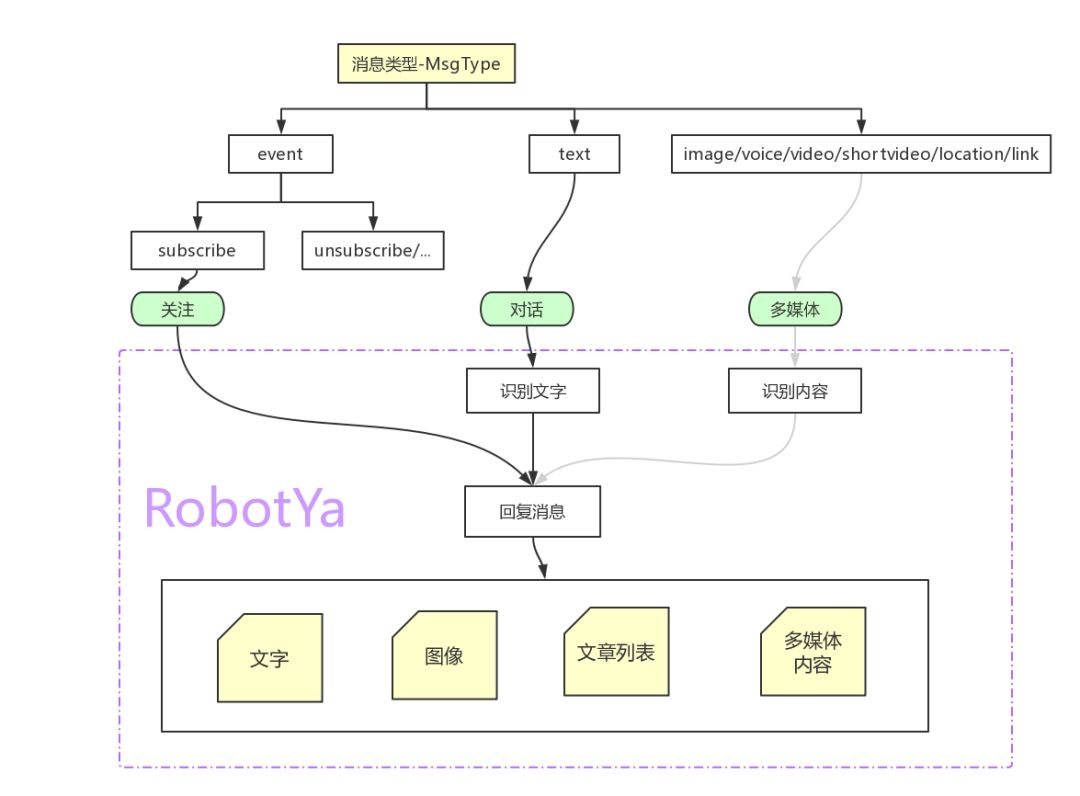 消息类型-MsgType
event
text
image/voice/video/shortvideo/location/link
subscribe
unsubscribe/...
关注
对话
多媒体
识别文字
识别内容
RobotYa
回复消息
文字
图像
文章列表
多媒体
内容